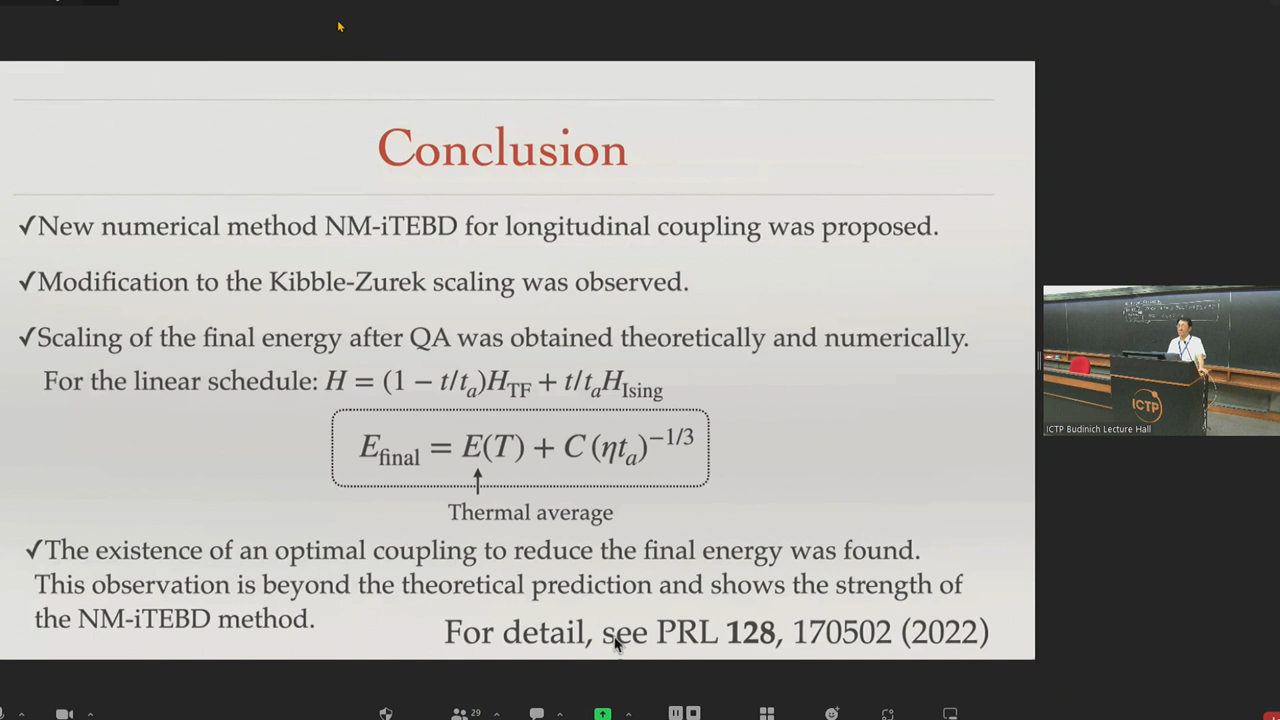 Conclusion
✓New numerical method NM-iTEBD for longitudinal coupling was proposed.
✓Modification to the Kibble-Zurek scaling was observed.
✓Scaling of the final energy after QA was obtained theoretically and numerically.
For the linear schedule: H = (1 − t/tₐ)H_TF + t/tₐH_Ising
E_final = E(T) + C (ηtₐ)^−1/3
Thermal average
✓The existence of an optimal coupling to reduce the final energy was found.
This observation is beyond the theoretical prediction and shows the strength of
the NM-iTEBD method.
For detail, see PRL 128, 170502 (2022)
ICTP
ICTP Budinich Lecture Hall
29